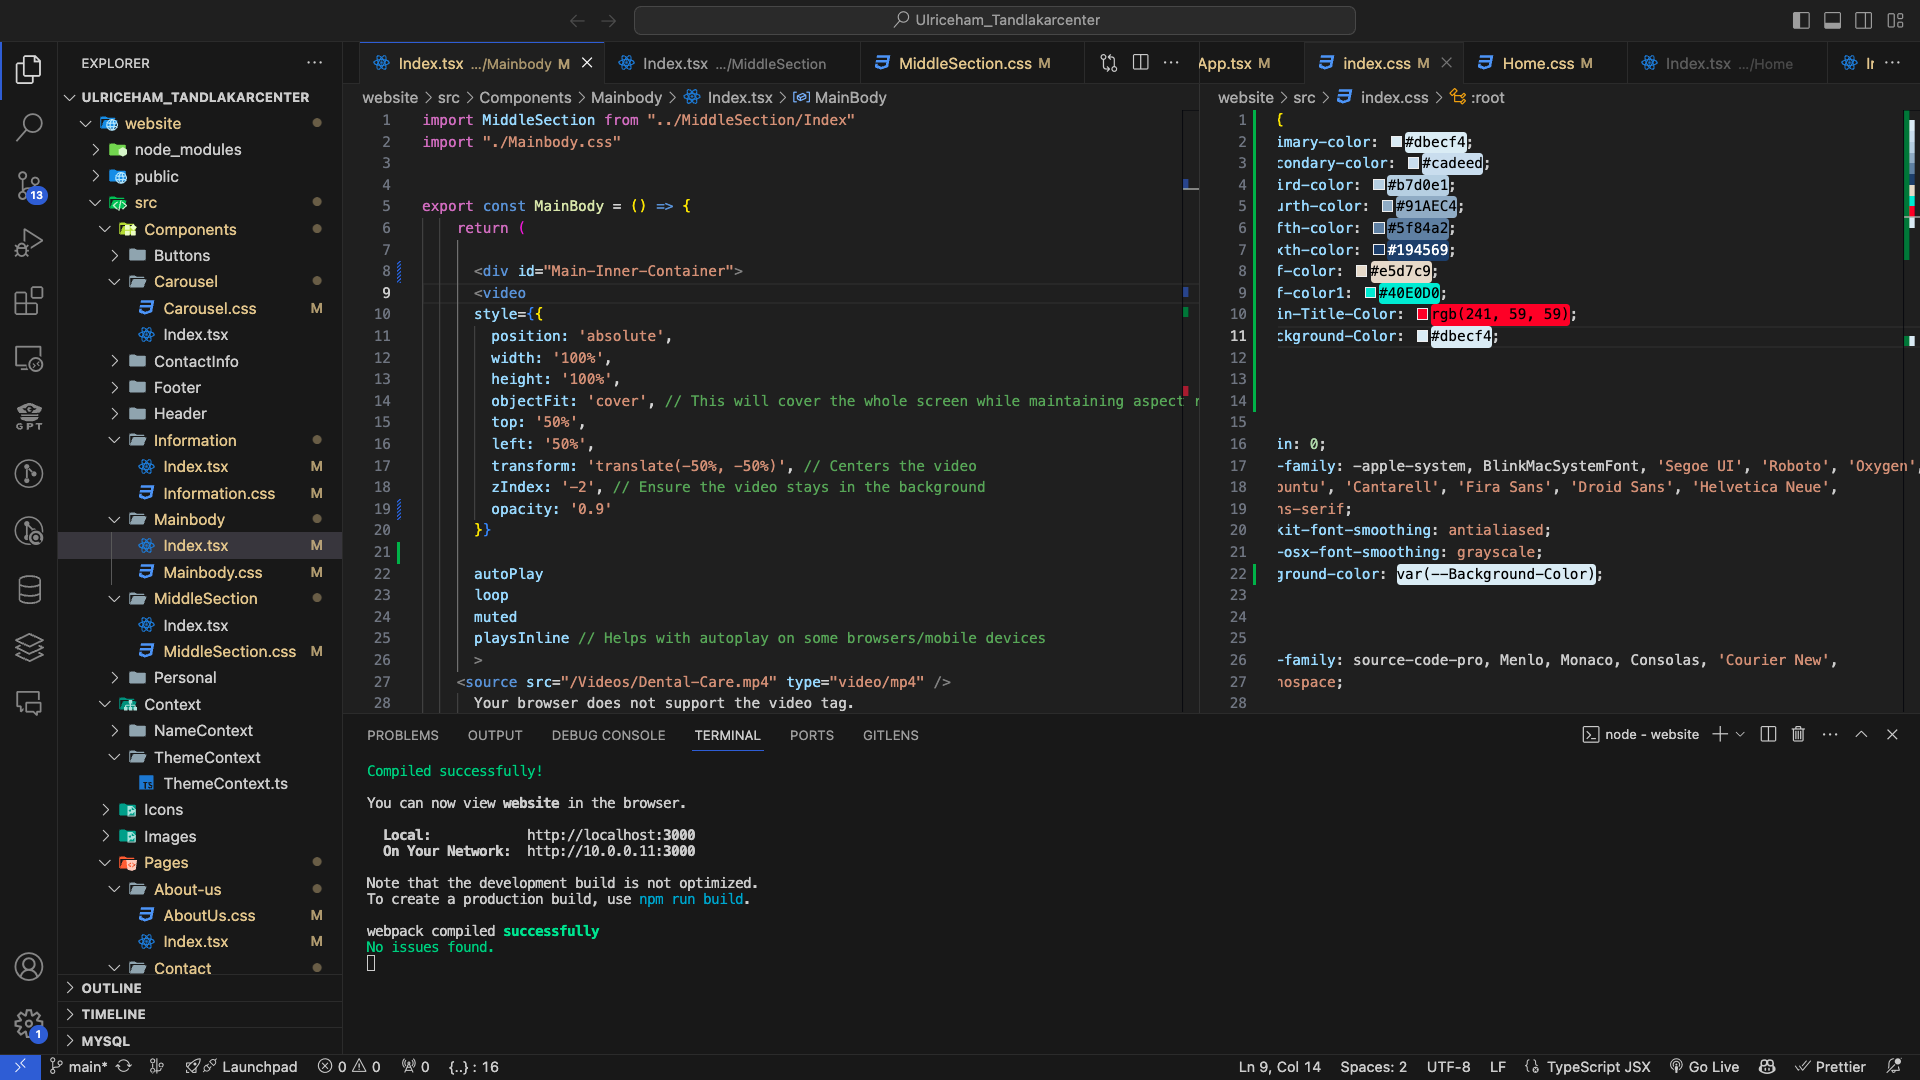 Ulriceham_Tandlakarcenter
EXPLORER
ULRICEHAM_TANDLAKARCENTER
website
node_modules
public
src
Components
Buttons
Carousel
Carousel.css M
Index.tsx
ContactInfo
Footer
Header
Information
Index.tsx M
Information.css M
Mainbody
Index.tsx M
Mainbody.css M
MiddleSection
Index.tsx
MiddleSection.css M
Personal
Context
NameContext
ThemeContext
TS ThemeContext.ts
Icons
Images
Pages
About-us
AboutUs.css M
Index.tsx M
Contact
OUTLINE
TIMELINE
MYSQL
13
GPT
1
Index.tsx .../Mainbody M
Index.tsx .../MiddleSection
MiddleSection.css M
website > src > Components > Mainbody > Index.tsx > MainBody
1 import MiddleSection from "../MiddleSection/Index"
2 import "./Mainbody.css"
3
4
5 export const MainBody = () => {
6 return (
7
8 <div id="Main-Inner-Container">
9 <video
10 style={{
11 position: 'absolute',
12 width: '100%',
13 height: '100%',
14 objectFit: 'cover', // This will cover the whole screen while maintaining aspect r
15 top: '50%',
16 left: '50%',
17 transform: 'translate(-50%, -50%)', // Centers the video
18 zIndex: '-2', // Ensure the video stays in the background
19 opacity: '0.9'
20 }}
21
22 autoPlay
23 loop
24 muted
25 playsInline // Helps with autoplay on some browsers/mobile devices
26 >
27 <source src="/Videos/Dental-Care.mp4" type="video/mp4" />
28 Your browser does not support the video tag.
App.tsx M
index.css M
Home.css M
Index.tsx .../Home
website > src > index.css > :root
1 {
2 imary-color: #dbecf4;
3 condary-color: #cadeed;
4 ird-color: #b7d0e1;
5 urth-color: #91AEC4;
6 fth-color: #5f84a2;
7 xth-color: #194569;
8 f-color: #e5d7c9;
9 f-color1: #40E0D0;
10 in-Title-Color: rgb(241, 59, 59);
11 ckground-Color: #dbecf4;
12
13
14
15
16 in: 0;
17 -family: -apple-system, BlinkMacSystemFont, 'Segoe UI', 'Roboto', 'Oxygen',
18 buntu', 'Cantarell', 'Fira Sans', 'Droid Sans', 'Helvetica Neue',
19 ns-serif;
20 kit-font-smoothing: antialiased;
21 -osx-font-smoothing: grayscale;
22 ground-color: var(--Background-Color);
23
24
25
26 -family: source-code-pro, Menlo, Monaco, Consolas, 'Courier New',
27 nospace;
28
PROBLEMS OUTPUT DEBUG CONSOLE TERMINAL PORTS GITLENS
node - website
Compiled successfully!
You can now view website in the browser.
Local: http://localhost:3000
On Your Network: http://10.0.0.11:3000
Note that the development build is not optimized.
To create a production build, use npm run build.
webpack compiled successfully
No issues found.
main* Launchpad 0 0 0 {..} : 16
Ln 9, Col 14 Spaces: 2 UTF-8 LF TypeScript JSX Go Live Prettier